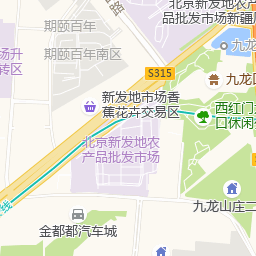 期颐百年
路
北京新发地农
产品批发市场新疆
九龙
场升
转区
期颐百年南区
S315
九龙
新发地市场香
蕉花卉交易区
西红门
口休闲
北京新发地农
产品批发市场
九龙山庄二
线
金都都汽车城